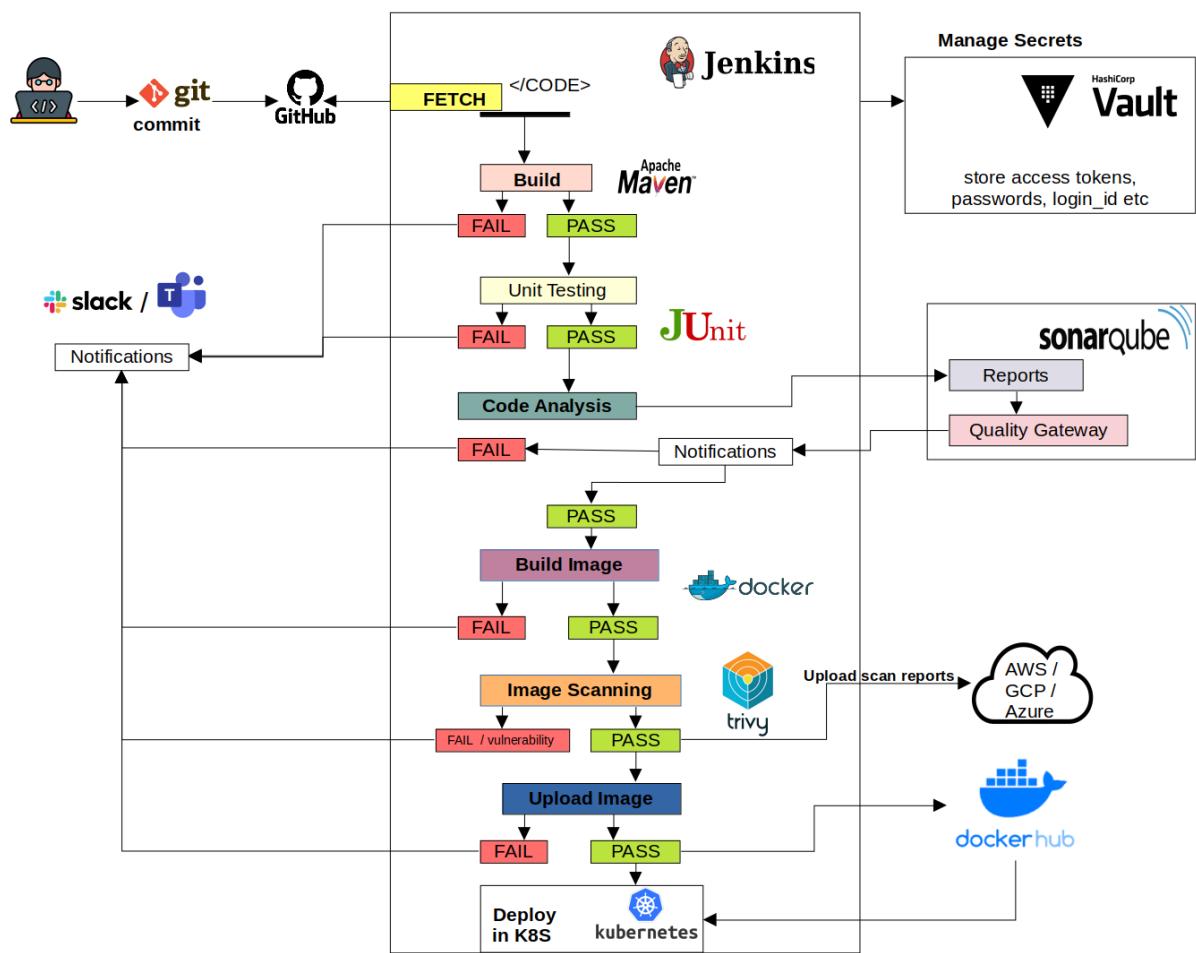 Jenkins
Manage Secrets
HashiCorp
Vault
store access tokens,
passwords, login_id etc
</>
git
commit
GitHub
FETCH
</CODE>
Build
Apache
Maven™
FAIL
PASS
slack /
T
Unit Testing
JUnit
FAIL
PASS
Notifications
sonarqube
Reports
Code Analysis
Quality Gateway
FAIL
Notifications
PASS
Build Image
docker
FAIL
PASS
Image Scanning
trivy
Upload scan reports
AWS /
GCP /
Azure
FAIL / vulnerability
PASS
Upload Image
dockerhub
FAIL
PASS
Deploy
in K8S
kubernetes